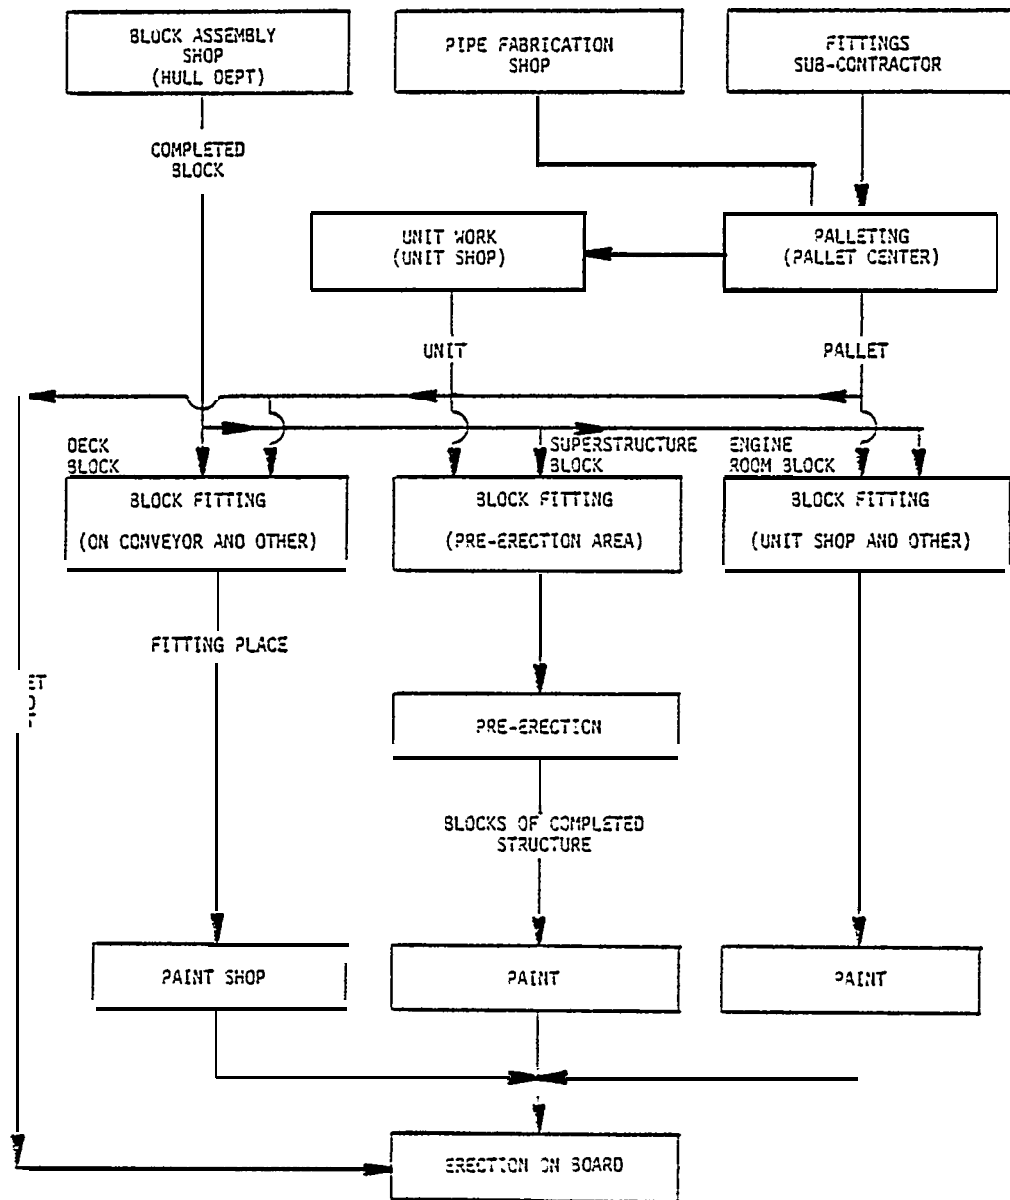 BLOCK ASSEMBLY
SHOP
(HULL DEPT)
PIPE FABRICATION
SHOP
FITTINGS
SUB-CONTRACTOR
COMPLETED
BLOCK
UNIT WORK
(UNIT SHOP)
PALLETING
(PALLET CENTER)
UNIT
PALLET
DECK
BLOCK
SUPERSTRUCTURE
BLOCK
ENGINE
ROOM BLOCK
BLOCK FITTING
(ON CONVEYOR AND OTHER)
BLOCK FITTING
(PRE-ERECTION AREA)
BLOCK FITTING
(UNIT SHOP AND OTHER)
FITTING PLACE
PRE-ERECTION
BLOCKS OF COMPLETED
STRUCTURE
PAINT SHOP
PAINT
PAINT
ERECTION ON BOARD